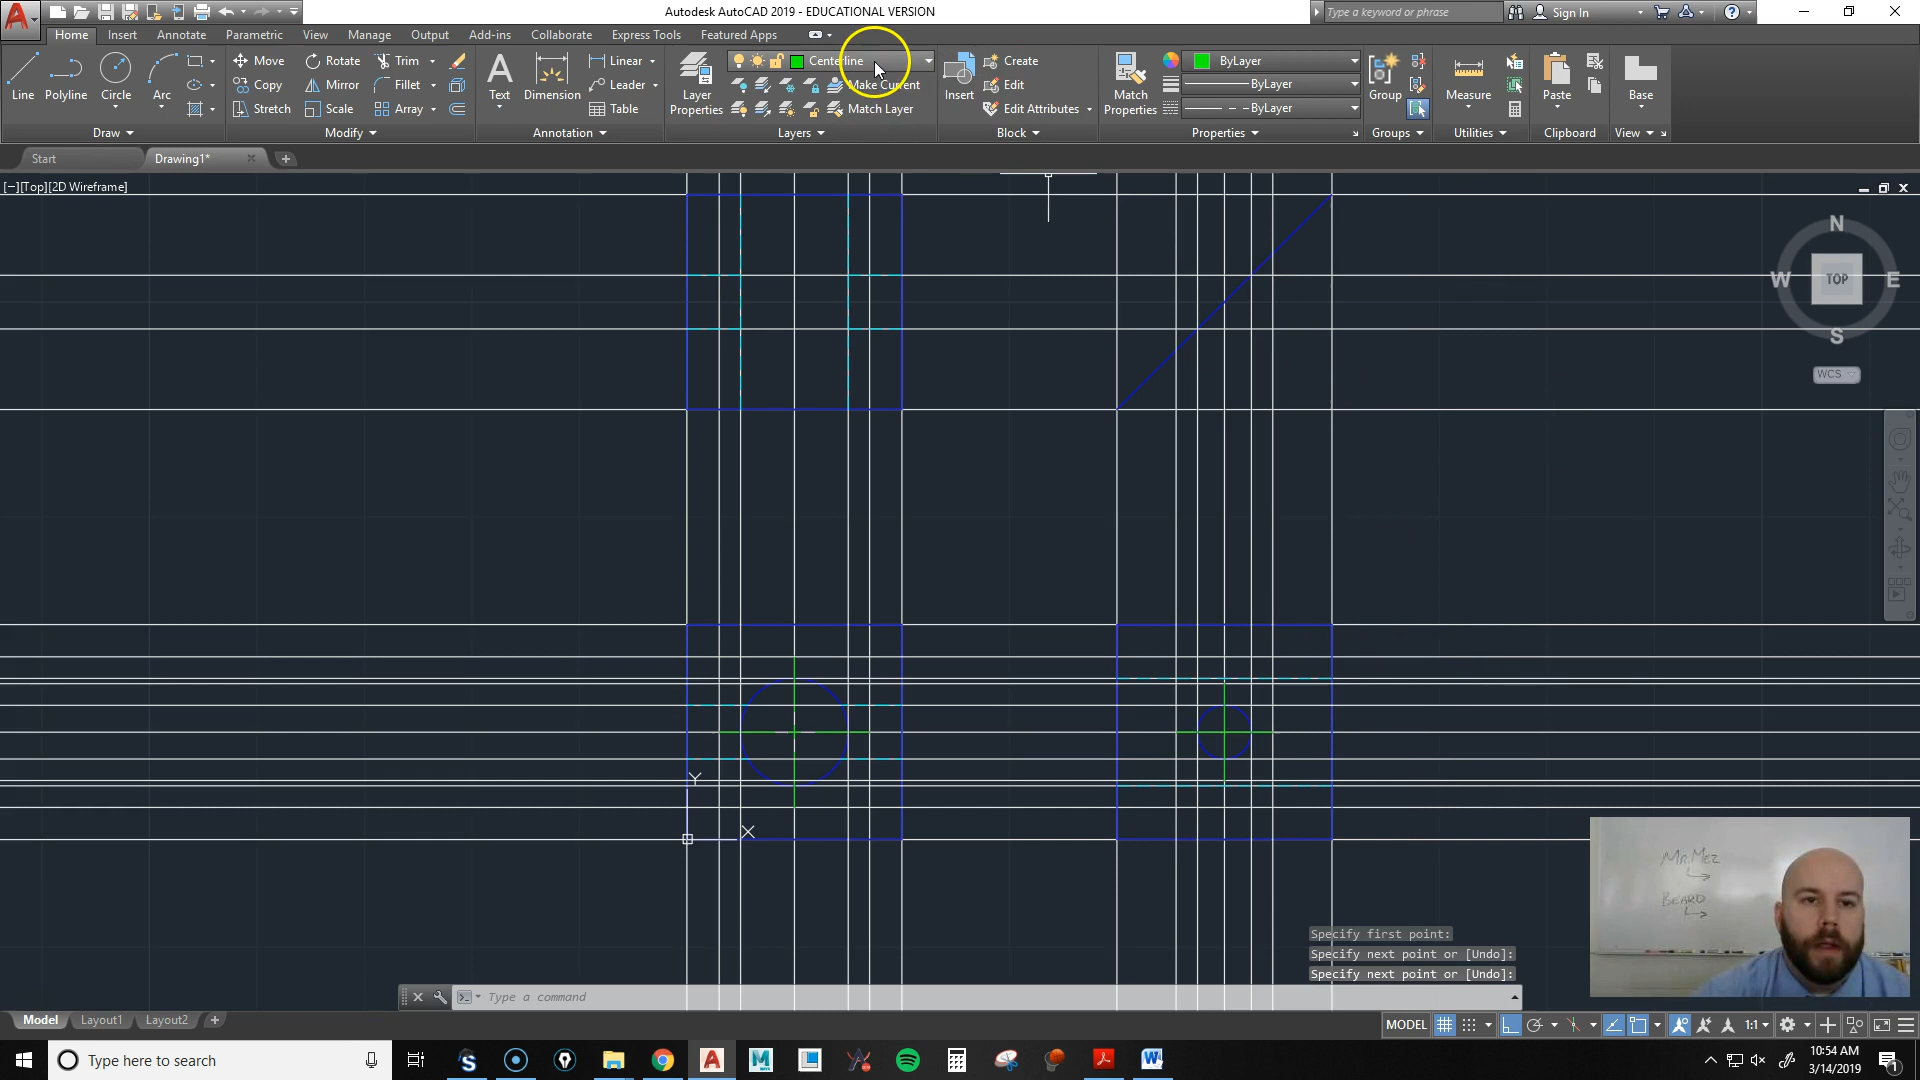 Autodesk AutoCAD 2019 - EDUCATIONAL VERSION
Type a keyword or phrase
Sign In
Home Insert Annotate Parametric View Manage Output Add-ins Collaborate Express Tools Featured Apps
Line Polyline Circle Arc
Move Rotate Trim
Copy Mirror Fillet
Stretch Scale Array
Text Dimension
Linear
Leader
Table
Layer Properties
Centerline
Make Current
Match Layer
Insert
Create
Edit
Edit Attributes
Match Properties
ByLayer
ByLayer
ByLayer
Group
Measure
Paste
Base
Draw Modify Annotation Layers Block Properties Groups Utilities Clipboard View
Start Drawing1*
[−][Top][2D Wireframe]
N
W TOP E
S
WCS
Y
X
Mr. Mez
BEARD
Specify first point:
Specify next point or [Undo]:
Specify next point or [Undo]:
Type a command
Model Layout1 Layout2
MODEL
1:1
Type here to search
10:54 AM
3/14/2019
1